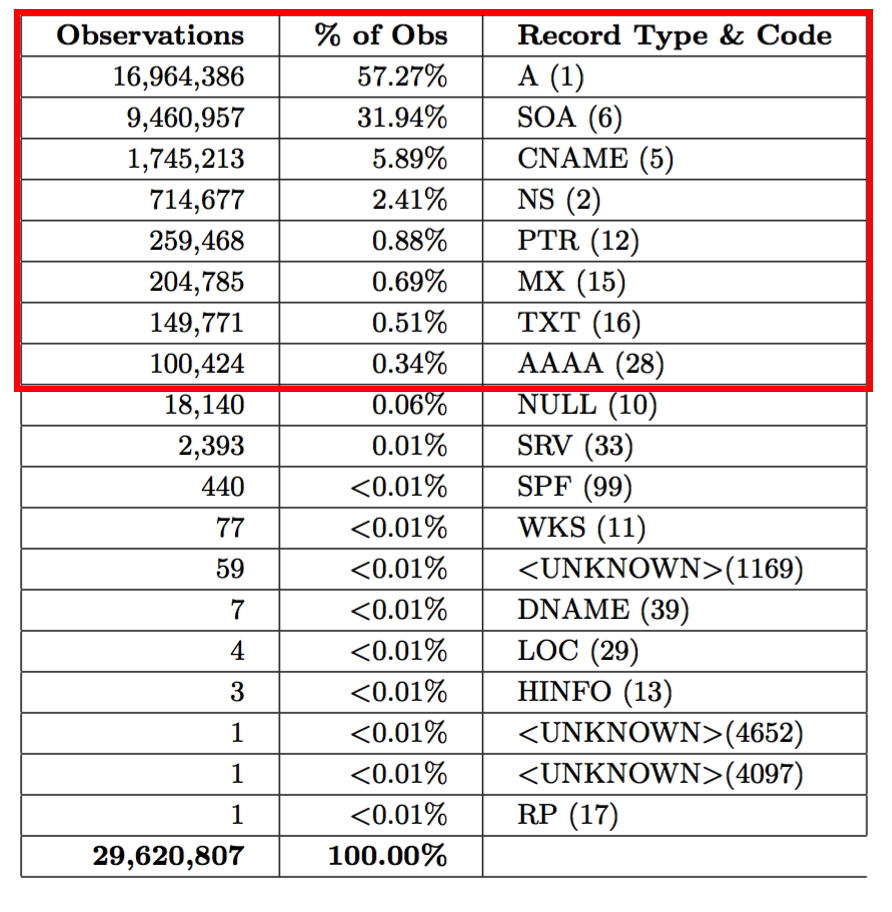 Observations % of Obs Record Type & Code
16,964,386 57.27% A (1)
9,460,957 31.94% SOA (6)
1,745,213 5.89% CNAME (5)
714,677 2.41% NS (2)
259,468 0.88% PTR (12)
204,785 0.69% MX (15)
149,771 0.51% TXT (16)
100,424 0.34% AAAA (28)
18,140 0.06% NULL (10)
2,393 0.01% SRV (33)
440 <0.01% SPF (99)
77 <0.01% WKS (11)
59 <0.01% <UNKNOWN>(1169)
7 <0.01% DNAME (39)
4 <0.01% LOC (29)
3 <0.01% HINFO (13)
1 <0.01% <UNKNOWN>(4652)
1 <0.01% <UNKNOWN>(4097)
1 <0.01% RP (17)
29,620,807 100.00%